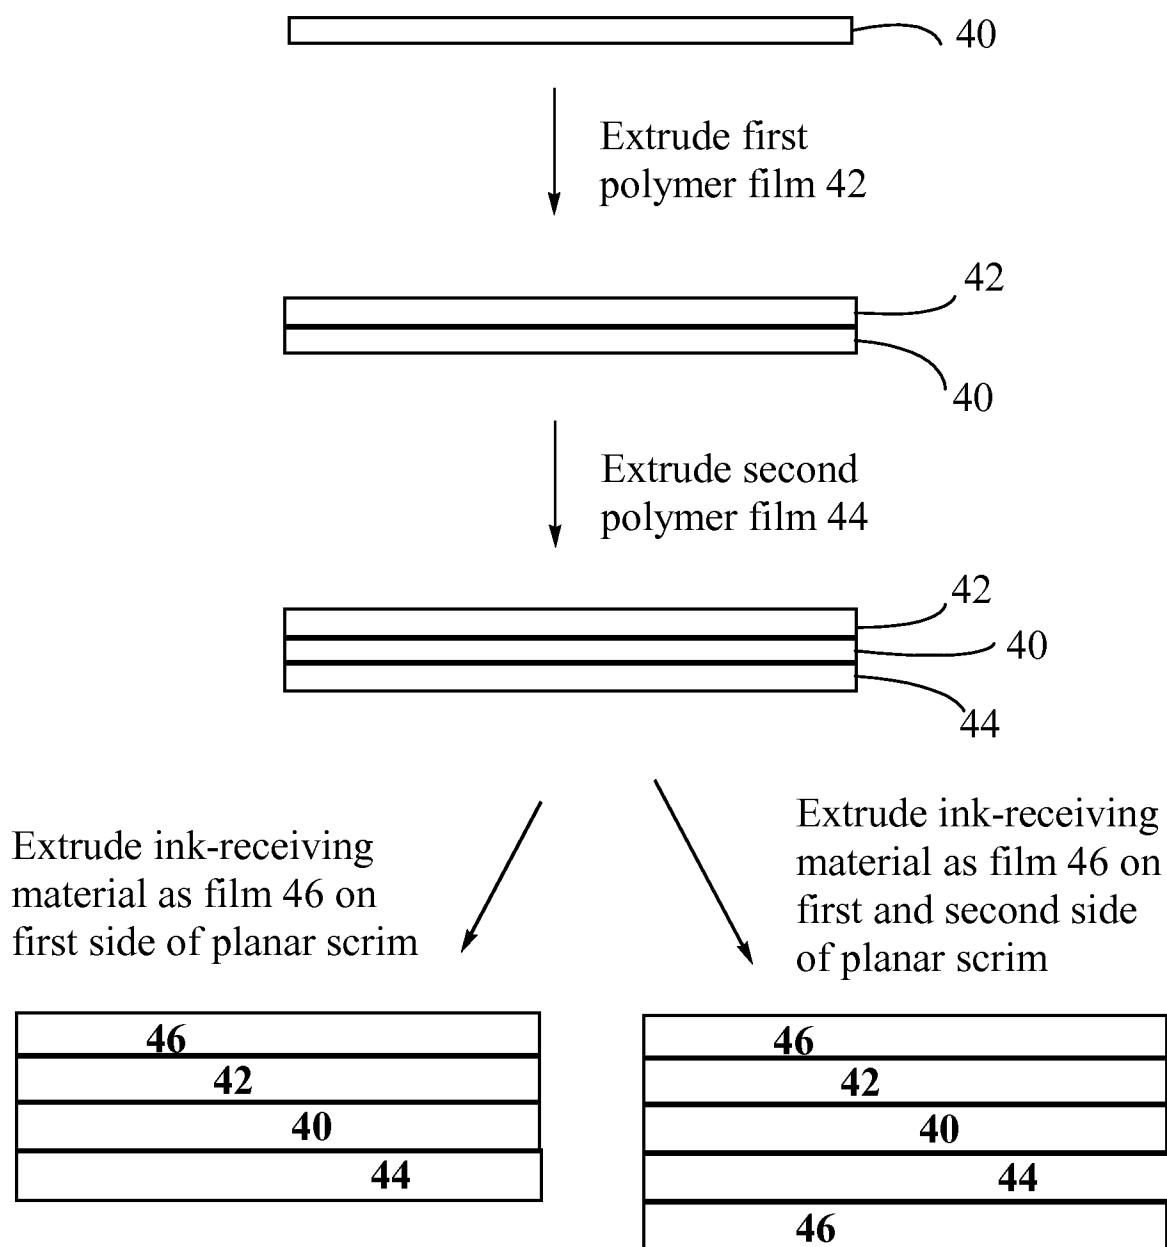 40
Extrude first
polymer film 42
42
40
Extrude second
polymer film 44
42
40
44
Extrude ink-receiving
material as film 46 on
first side of planar scrim
Extrude ink-receiving
material as film 46 on
first and second side
of planar scrim
46
42
40
44
46
42
40
44
46